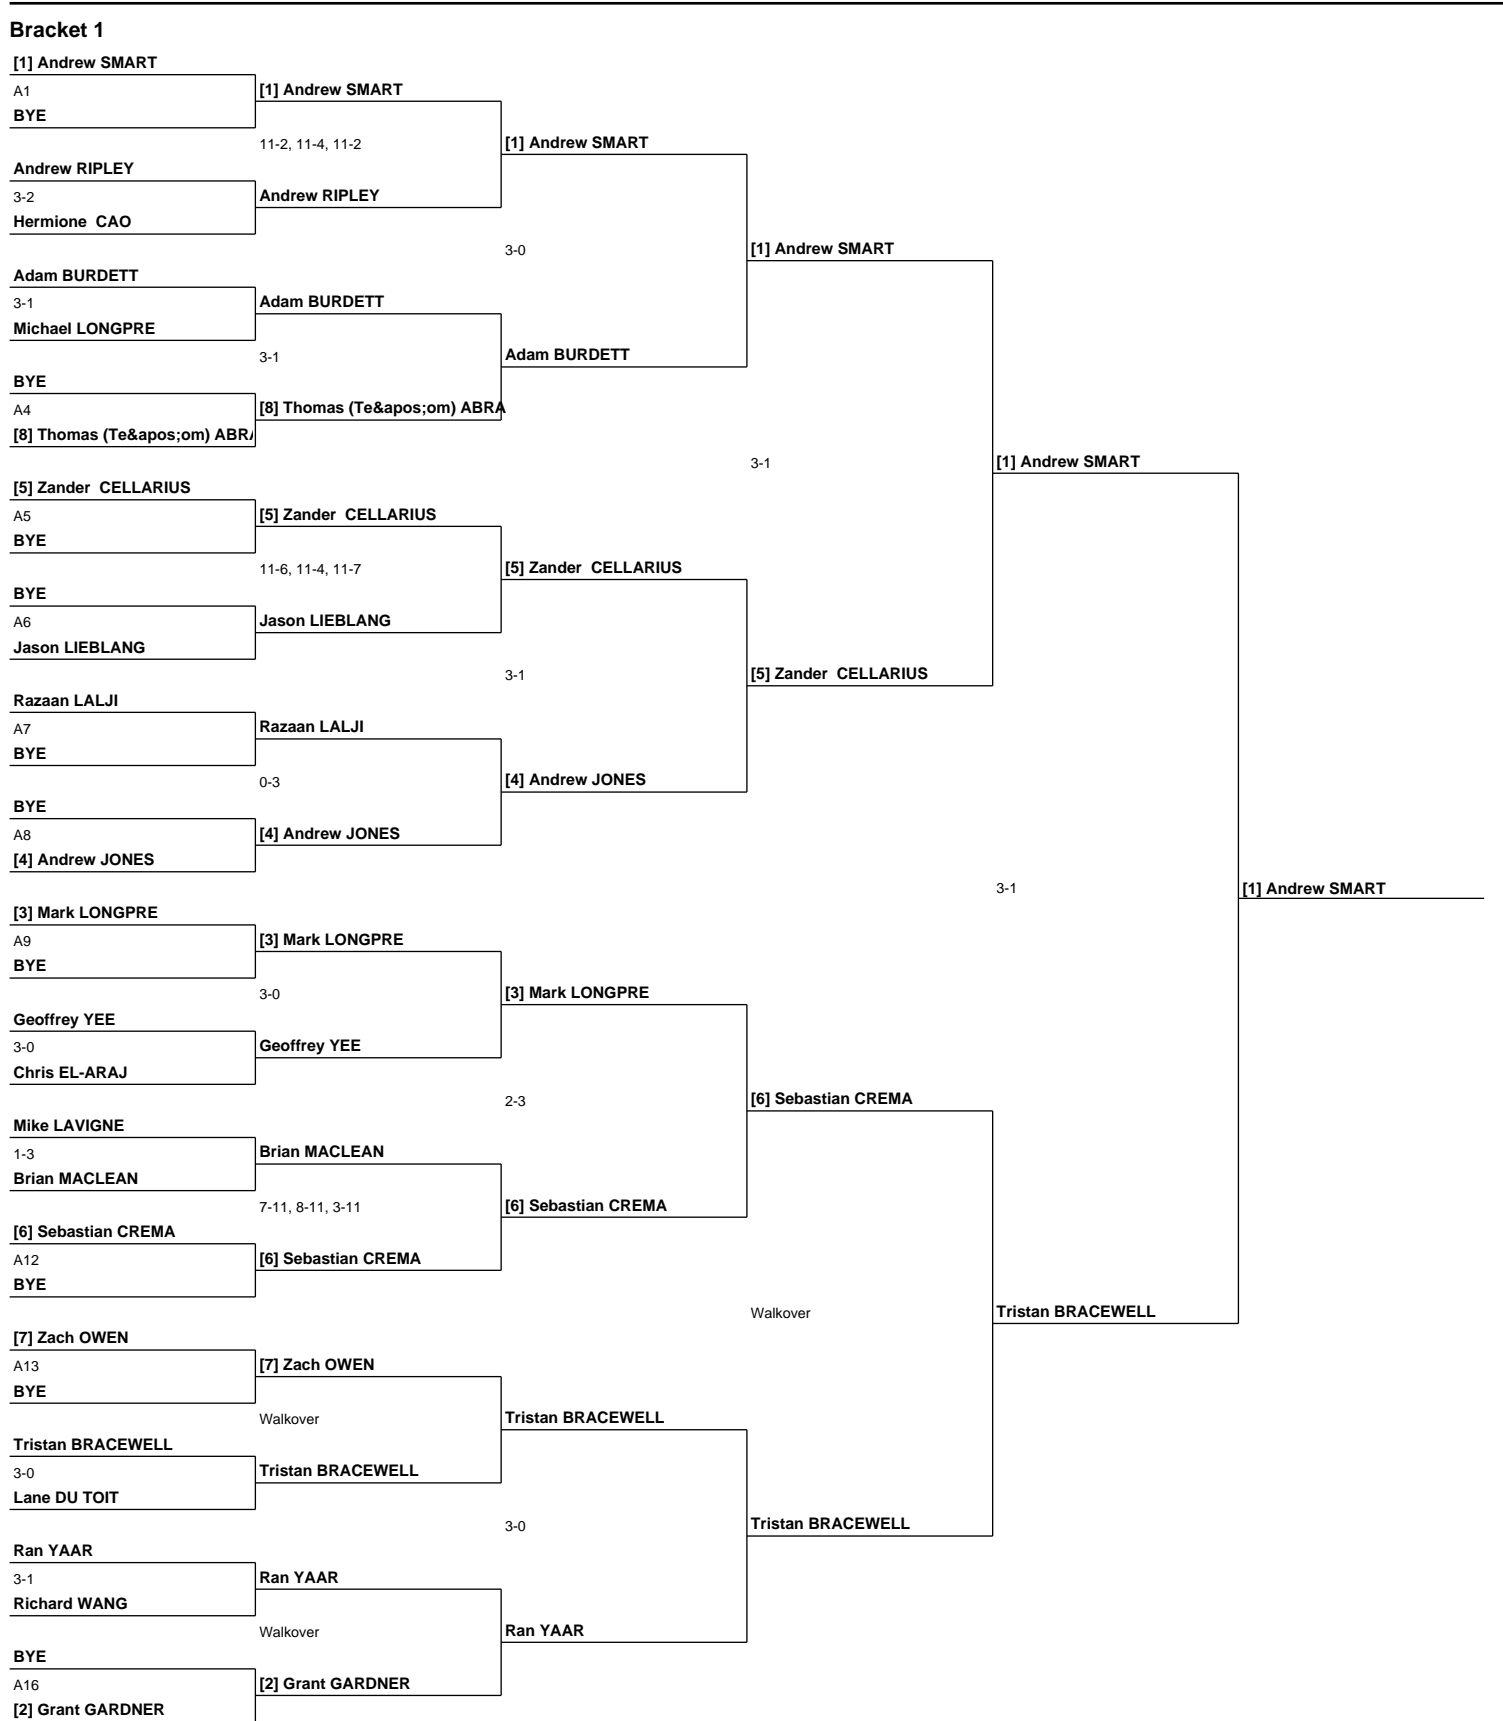 Bracket 1
[1] Andrew SMART
A1
BYE
Andrew RIPLEY
3-2
Hermione  CAO
Adam BURDETT
3-1
Michael LONGPRE
BYE
A4
[8] Thomas (Te&apos;om) ABRA
[5] Zander  CELLARIUS
A5
BYE
BYE
A6
Jason LIEBLANG
Razaan LALJI
A7
BYE
BYE
A8
[4] Andrew JONES
[3] Mark LONGPRE
A9
BYE
Geoffrey YEE
3-0
Chris EL-ARAJ
Mike LAVIGNE
1-3
Brian MACLEAN
[6] Sebastian CREMA
A12
BYE
[7] Zach OWEN
A13
BYE
Tristan BRACEWELL
3-0
Lane DU TOIT
Ran YAAR
3-1
Richard WANG
BYE
A16
[2] Grant GARDNER
[1] Andrew SMART
11-2, 11-4, 11-2
Andrew RIPLEY
Adam BURDETT
3-1
[8] Thomas (Te&apos;om) ABRA
[5] Zander  CELLARIUS
11-6, 11-4, 11-7
Jason LIEBLANG
Razaan LALJI
0-3
[4] Andrew JONES
[3] Mark LONGPRE
3-0
Geoffrey YEE
Brian MACLEAN
7-11, 8-11, 3-11
[6] Sebastian CREMA
[7] Zach OWEN
Walkover
Tristan BRACEWELL
Ran YAAR
Walkover
[2] Grant GARDNER
[1] Andrew SMART
3-0
Adam BURDETT
[5] Zander  CELLARIUS
3-1
[4] Andrew JONES
[3] Mark LONGPRE
2-3
[6] Sebastian CREMA
Tristan BRACEWELL
3-0
Ran YAAR
[1] Andrew SMART
3-1
[5] Zander  CELLARIUS
[6] Sebastian CREMA
Walkover
Tristan BRACEWELL
[1] Andrew SMART
3-1
Tristan BRACEWELL
[1] Andrew SMART